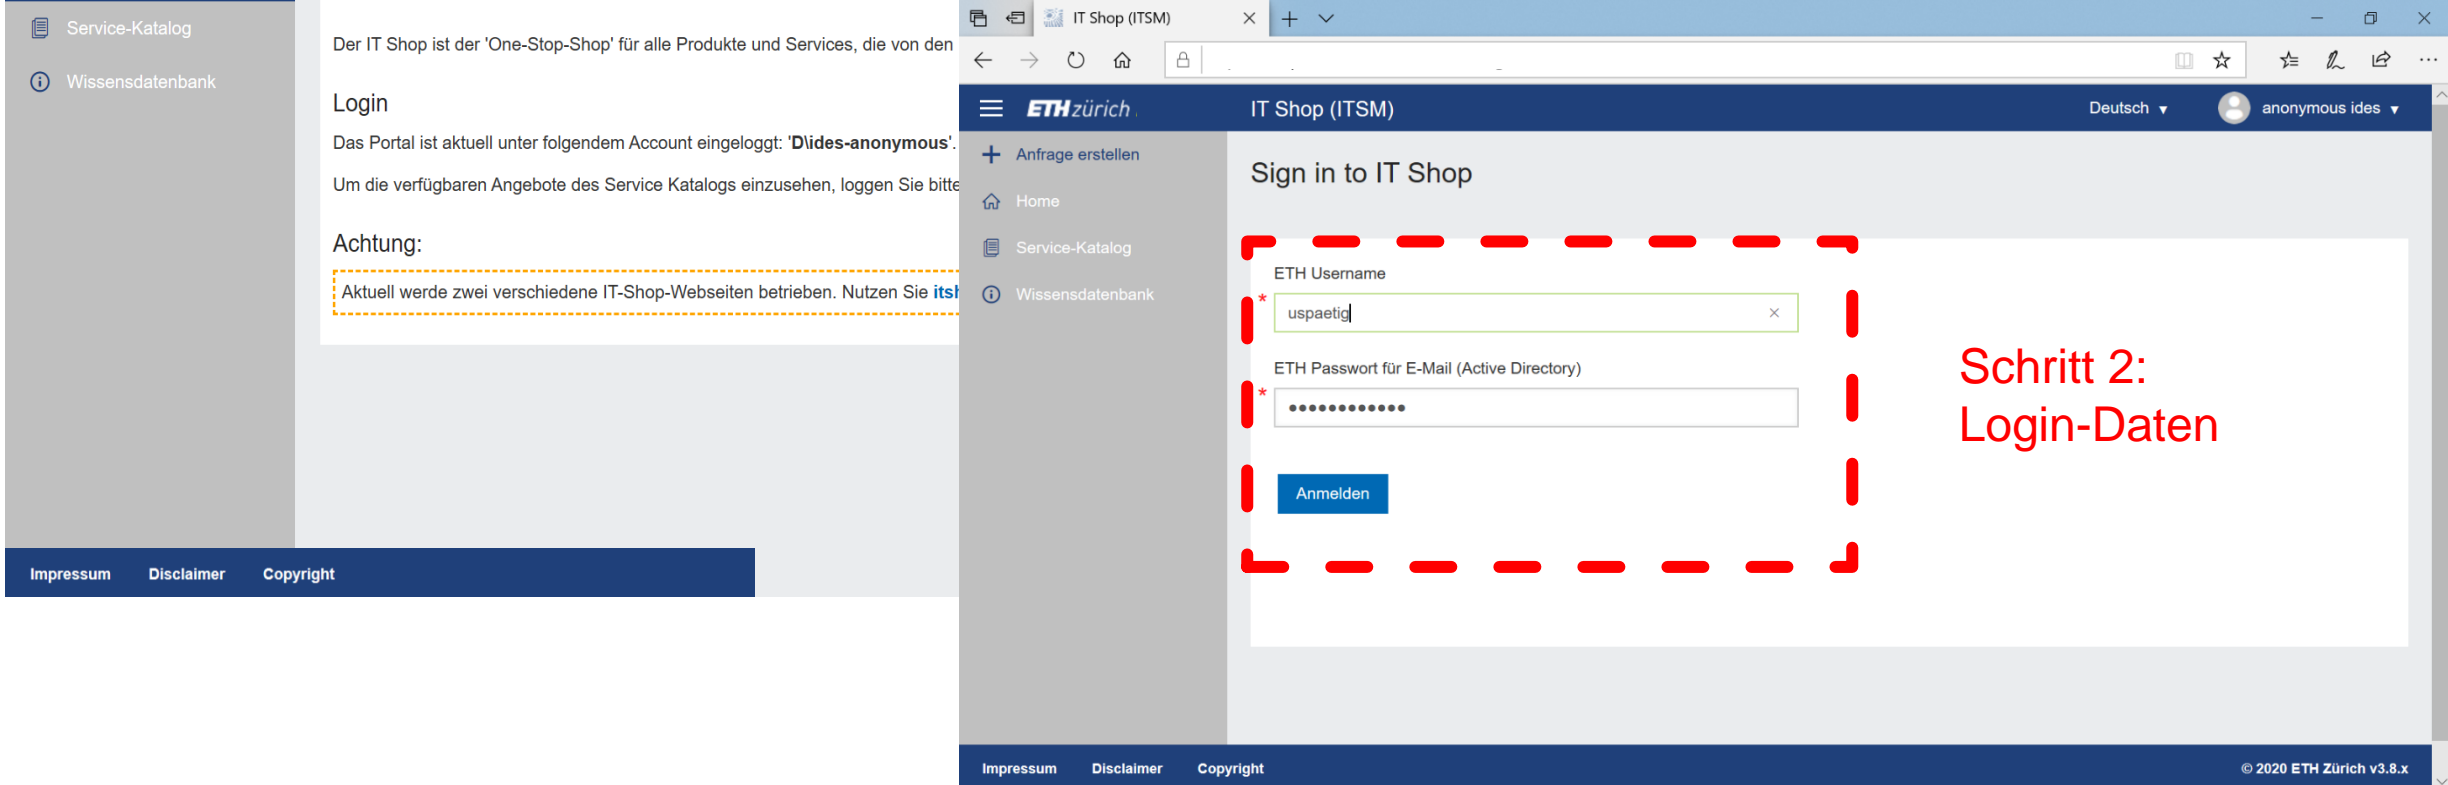 Service-Katalog
Wissensdatenbank
Der IT Shop ist der 'One-Stop-Shop' für alle Produkte und Services, die von den
Login
Das Portal ist aktuell unter folgendem Account eingeloggt: 'D\ides-anonymous'.
Um die verfügbaren Angebote des Service Katalogs einzusehen, loggen Sie bitte
Achtung:
Aktuell werde zwei verschiedene IT-Shop-Webseiten betrieben. Nutzen Sie
Impressum Disclaimer Copyright
IT Shop (ITSM)
ETH zürich
IT Shop (ITSM)
Deutsch
anonymous ides
Anfrage erstellen
Home
Service-Katalog
Wissensdatenbank
Sign in to IT Shop
ETH Username
* uspaetig
ETH Passwort für E-Mail (Active Directory)
* ••••••••••••
Anmelden
Schritt 2:
Login-Daten
Impressum Disclaimer Copyright
© 2020 ETH Zürich v3.8.x